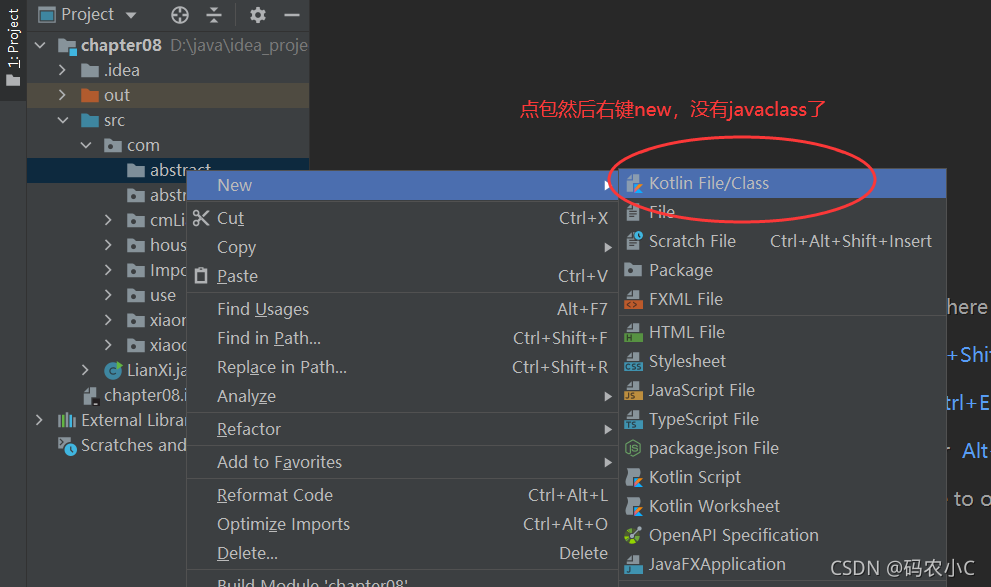 1: Project
Project
chapter08 D:\java\idea_proje
.idea
out
src
com
abstract
abstr
cmLi
hous
Impo
use
xiaor
xiaoc
LianXi.ja
chapter08.i
External Librar
Scratches and
点包然后右键new，没有javaclass了
New
Cut Ctrl+X
Copy
Paste Ctrl+V
Find Usages Alt+F7
Find in Path... Ctrl+Shift+F
Replace in Path... Ctrl+Shift+R
Analyze
Refactor
Add to Favorites
Reformat Code Ctrl+Alt+L
Optimize Imports Ctrl+Alt+O
Delete... Delete
Build Module 'chapter08'
Kotlin File/Class
File
Scratch File Ctrl+Alt+Shift+Insert
Package
FXML File
HTML File
Stylesheet
JavaScript File
TypeScript File
package.json File
Kotlin Script
Kotlin Worksheet
OpenAPI Specification
JavaFXApplication
here
+Shi
trl+E
Alt
to o
CSDN @码农小C